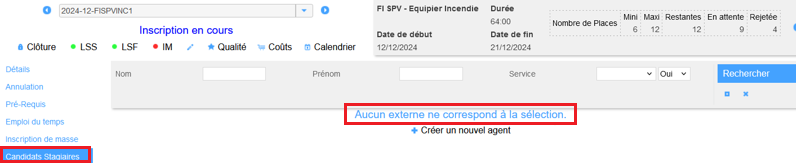 2024-12-FISPVINC1
Inscription en cours
Clôture LSS LSF IM Qualité Coûts Calendrier
FI SPV - Equipier Incendie Durée
64:00
Date de début Date de fin
12/12/2024 21/12/2024
Mini Maxi Restantes En attente Rejetée
Nombre de Places 6 12 12 9 4
Détails
Annulation
Pré-Requis
Emploi du temps
Inscription de masse
Candidats Stagiaires
Nom Prénom Service Oui Rechercher
Aucun externe ne correspond à la sélection.
Créer un nouvel agent